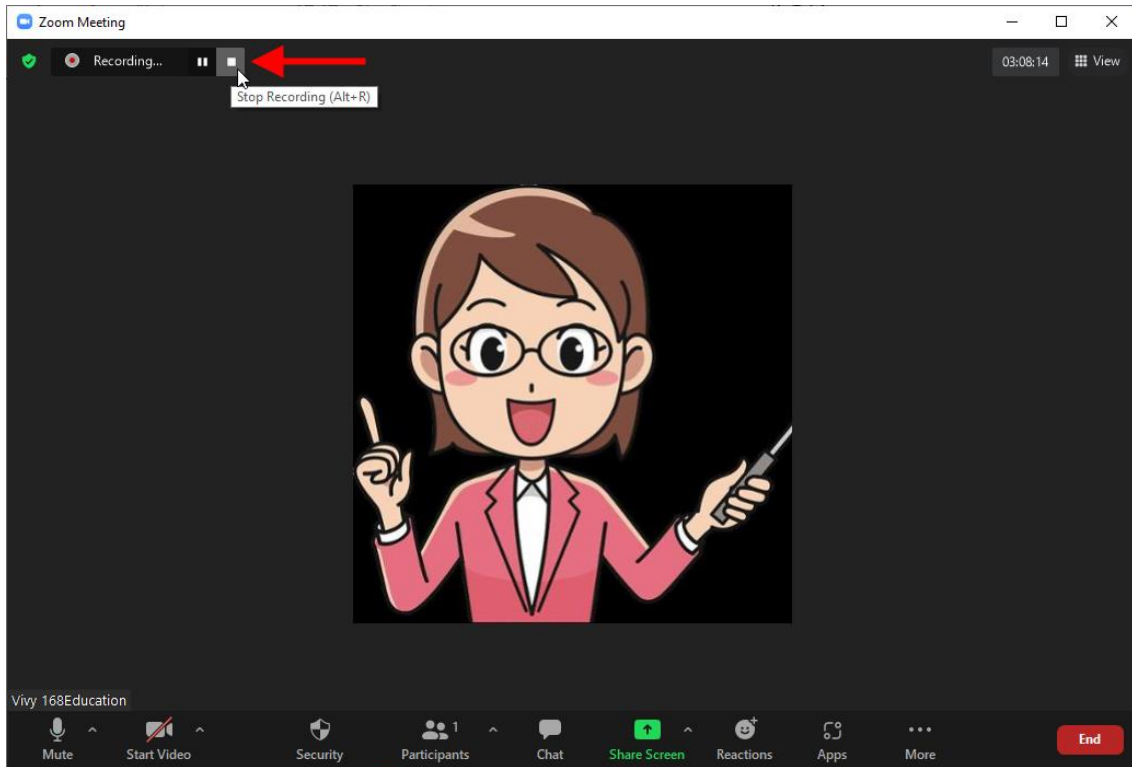 Zoom Meeting
Recording...
03:08:14
View
Stop Recording (Alt+R)
Vivy 168Education
1
Mute
Start Video
Security
Participants
Chat
Share Screen
Reactions
Apps
More
End